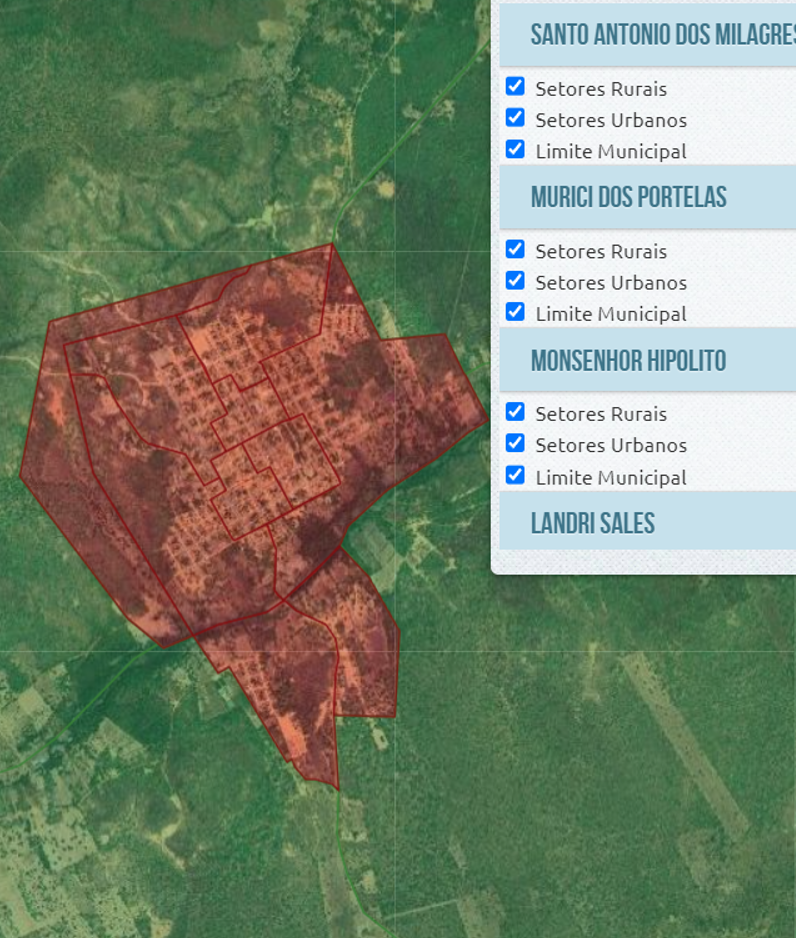 SANTO ANTONIO DOS MILAGRES
Setores Rurais
Setores Urbanos
Limite Municipal
MURICI DOS PORTELAS
Setores Rurais
Setores Urbanos
Limite Municipal
MONSENHOR HIPOLITO
Setores Rurais
Setores Urbanos
Limite Municipal
LANDRI SALES